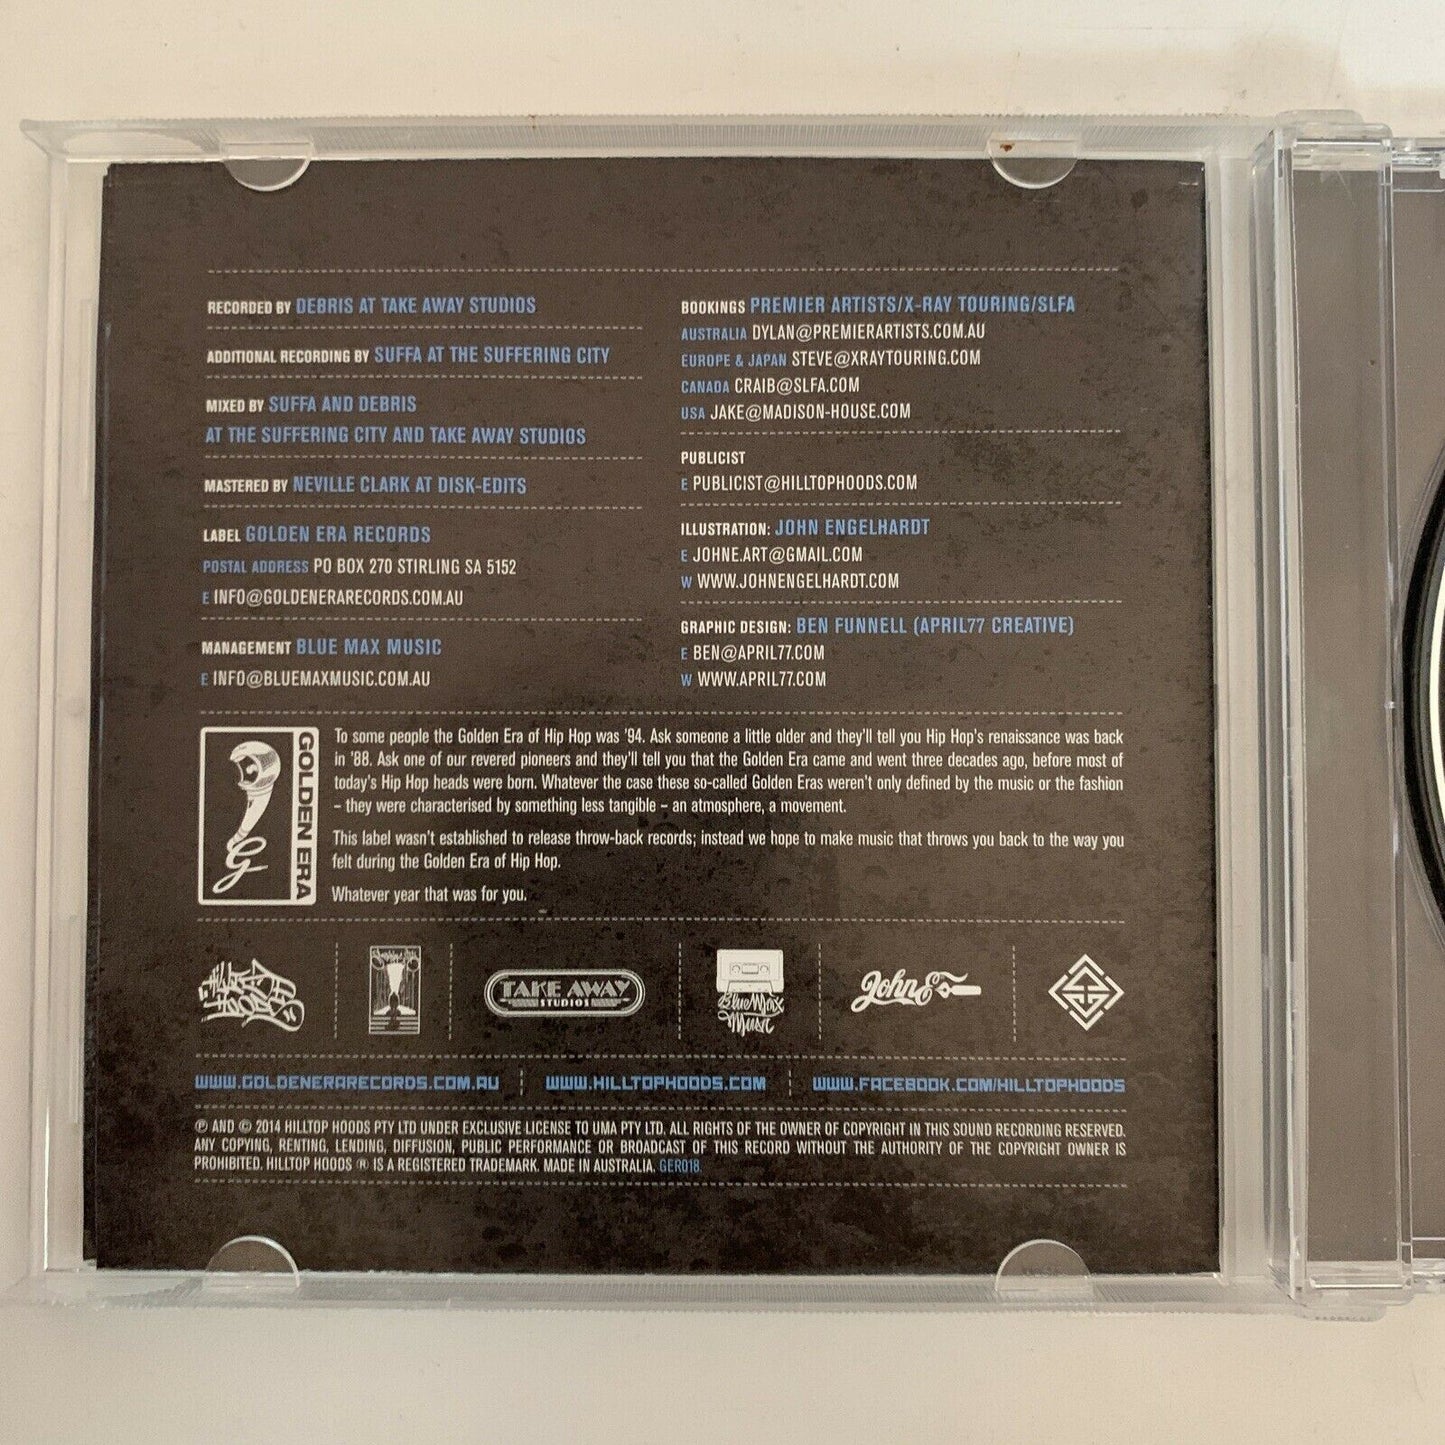 RECORDED BY DEBRIS AT TAKE AWAY STUDIOS
ADDITIONAL RECORDING BY SUFFA AT THE SUFFERING CITY
MIXED BY SUFFA AND DEBRIS
AT THE SUFFERING CITY AND TAKE AWAY STUDIOS
MASTERED BY NEVILLE CLARK AT DISK-EDITS
LABEL GOLDEN ERA RECORDS
POSTAL ADDRESS PO BOX 270 STIRLING SA 5152
E INFO@GOLDENERARECORDS.COM.AU
MANAGEMENT BLUE MAX MUSIC
E INFO@BLUEMAXMUSIC.COM.AU
BOOKINGS PREMIER ARTISTS/X-RAY TOURING/SLFA
AUSTRALIA DYLAN@PREMIERARTISTS.COM.AU
EUROPE & JAPAN STEVE@XRAYTOURING.COM
CANADA CRAIB@SLFA.COM
USA JAKE@MADISON-HOUSE.COM
PUBLICIST
E PUBLICIST@HILLTOPHOODS.COM
ILLUSTRATION: JOHN ENGELHARDT
E JOHNE.ART@GMAIL.COM
W WWW.JOHNENGELHARDT.COM
GRAPHIC DESIGN: BEN FUNNELL (APRIL77 CREATIVE)
E BEN@APRIL77.COM
W WWW.APRIL77.COM
G
GOLDEN ERA
To some people the Golden Era of Hip Hop was '94. Ask someone a little older and they'll tell you Hip Hop's renaissance was back
in '88. Ask one of our revered pioneers and they'll tell you that the Golden Era came and went three decades ago, before most of
today's Hip Hop heads were born. Whatever the case these so-called Golden Eras weren't only defined by the music or the fashion
– they were characterised by something less tangible – an atmosphere, a movement.
This label wasn't established to release throw-back records; instead we hope to make music that throws you back to the way you
felt during the Golden Era of Hip Hop.
Whatever year that was for you.
HILLTOP
HOODS
TAKE AWAY
STUDIOS
Blue Max
Music
John E
WWW.GOLDENERARECORDS.COM.AU
WWW.HILLTOPHOODS.COM
WWW.FACEBOOK.COM/HILLTOPHOODS
℗ AND © 2014 HILLTOP HOODS PTY LTD UNDER EXCLUSIVE LICENSE TO UMA PTY LTD. ALL RIGHTS OF THE OWNER OF COPYRIGHT IN THIS SOUND RECORDING RESERVED.
ANY COPYING, RENTING, LENDING, DIFFUSION, PUBLIC PERFORMANCE OR BROADCAST OF THIS RECORD WITHOUT THE AUTHORITY OF THE COPYRIGHT OWNER IS
PROHIBITED. HILLTOP HOODS ® IS A REGISTERED TRADEMARK. MADE IN AUSTRALIA. GER018.